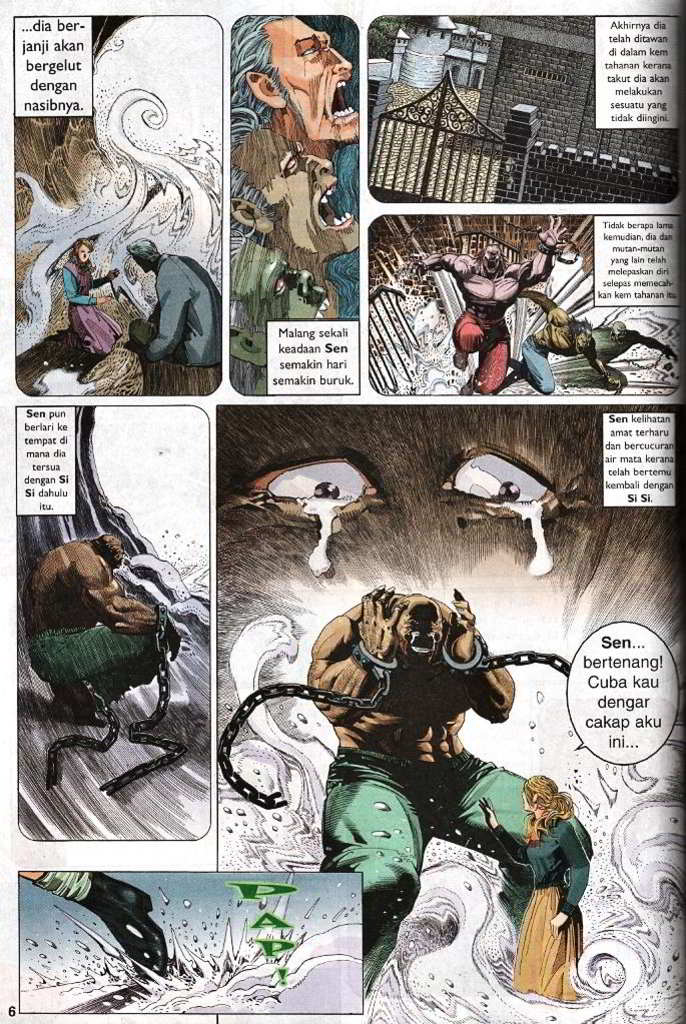 ...dia ber-
janji akan
bergelut
dengan
nasibnya.
Malang sekali
keadaan Sen
semakin hari
semakin buruk.
Akhirnya dia
telah ditawan
di dalam kem
tahanan kerana
takut dia akan
melakukan
sesuatu yang
tidak diingini.
Tidak berapa lama
kemudian, dia dan
mutan-mutan
yang lain telah
melepaskan diri
selepas memecah-
kan kem tahanan itu.
Sen pun
berlari ke
tempat di
mana dia
tersua
dengan Si
Si dahulu
itu.
Sen kelihatan
amat terharu
dan bercucuran
air mata kerana
telah bertemu
kembali dengan
Si Si.
Sen...
bertenang!
Cuba kau
dengar
cakap aku
ini...
PAP!
6